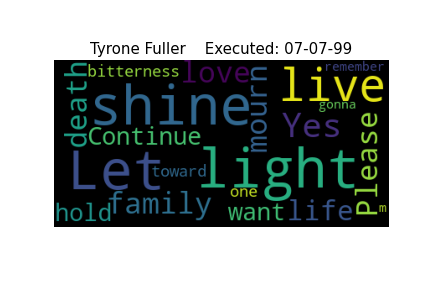 Tyrone Fuller    Executed: 07-07-99
death
bitterness
love
mourn
live
remember
gonna
shine
Yes
Please
Continue
Let
toward
light
one
hold
family
want
life
m